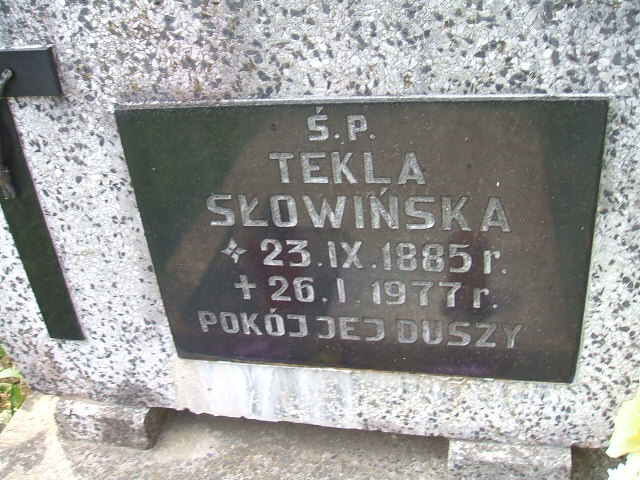 Ś.P.
TEKLA
SŁOWIŃSKA
✧ 23.IX.1885 r.
✝ 26.I.1977 r.
POKÓJ JEJ DUSZY